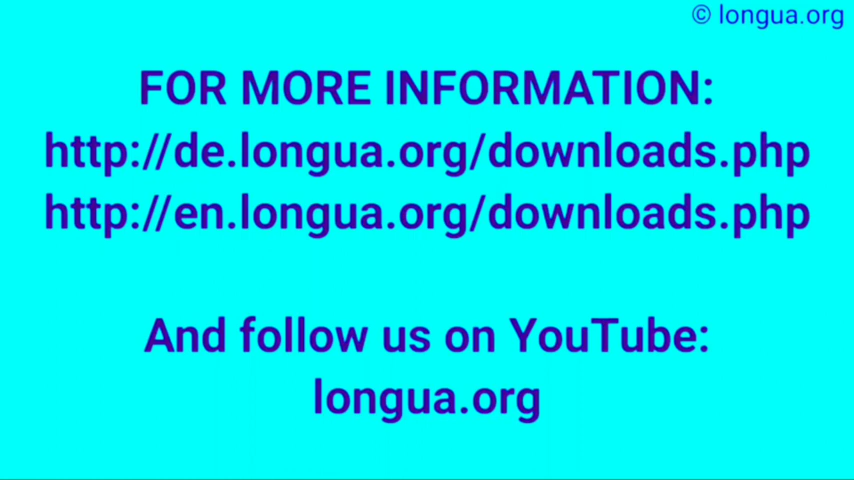 © longua.org
FOR MORE INFORMATION:
http://de.longua.org/downloads.php
http://en.longua.org/downloads.php
And follow us on YouTube:
longua.org